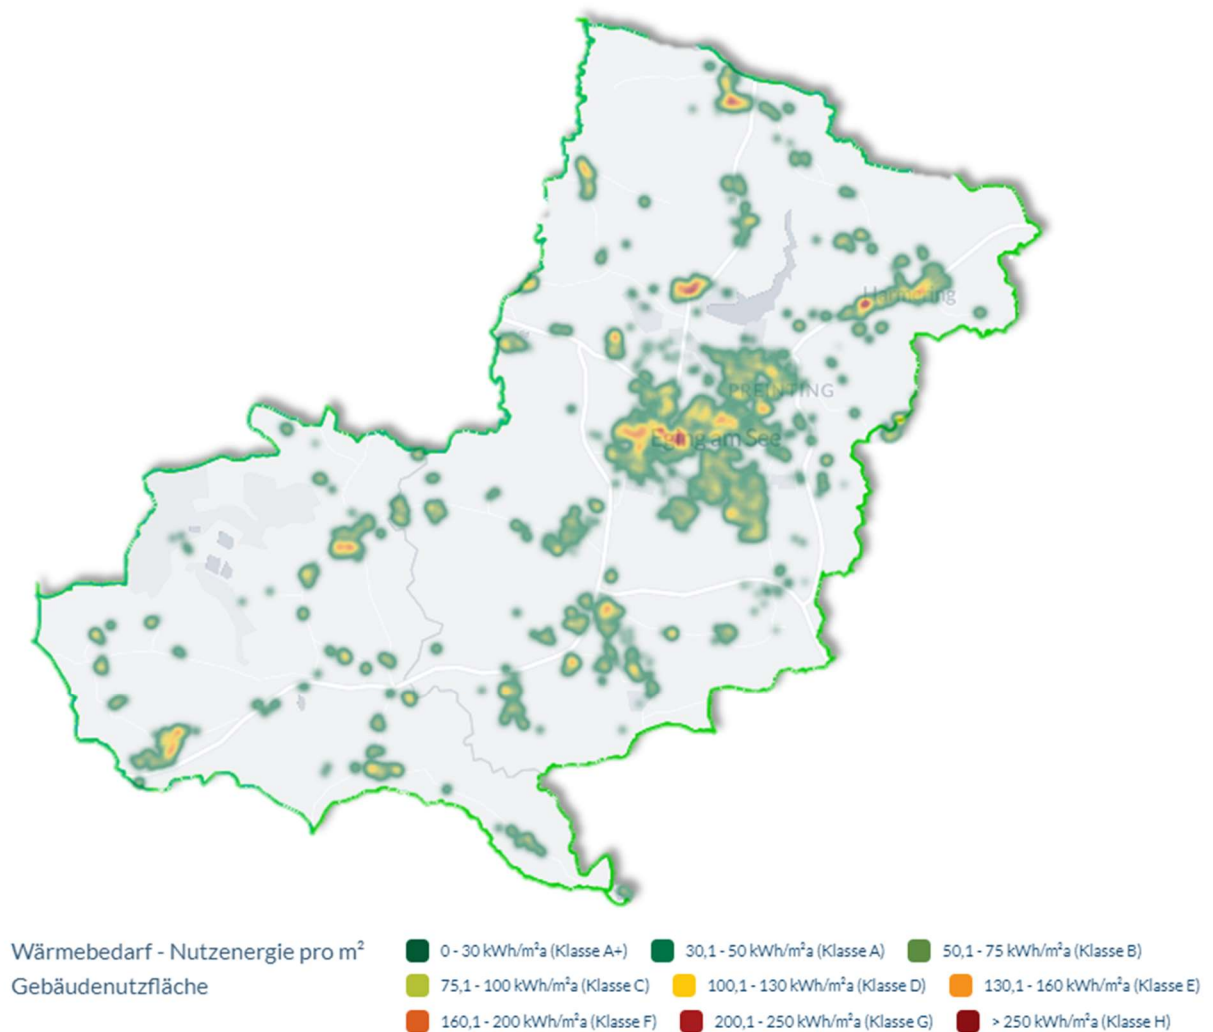 PREINTING
Eging am See
Wärmebedarf - Nutzenergie pro m²
Gebäudenutzfläche
0 - 30 kWh/m²a (Klasse A+)
30,1 - 50 kWh/m²a (Klasse A)
50,1 - 75 kWh/m²a (Klasse B)
75,1 - 100 kWh/m²a (Klasse C)
100,1 - 130 kWh/m²a (Klasse D)
130,1 - 160 kWh/m²a (Klasse E)
160,1 - 200 kWh/m²a (Klasse F)
200,1 - 250 kWh/m²a (Klasse G)
> 250 kWh/m²a (Klasse H)